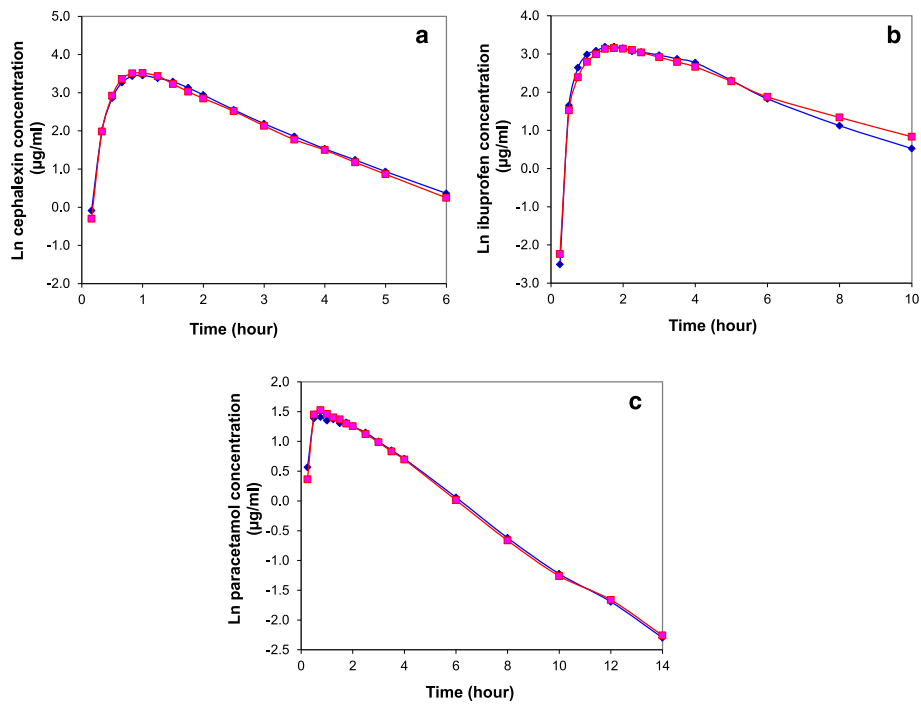 a
Ln cephalexin concentration
(µg/ml)
5.0
4.0
3.0
2.0
1.0
0.0
-1.0
-2.0
0 1 2 3 4 5 6
Time (hour)
b
Ln ibuprofen concentration
(µg/ml)
4.0
3.0
2.0
1.0
0.0
-1.0
-2.0
-3.0
0 2 4 6 8 10
Time (hour)
c
Ln paracetamol concentration
(µg/ml)
2.0
1.5
1.0
0.5
0.0
-0.5
-1.0
-1.5
-2.0
-2.5
0 2 4 6 8 10 12 14
Time (hour)